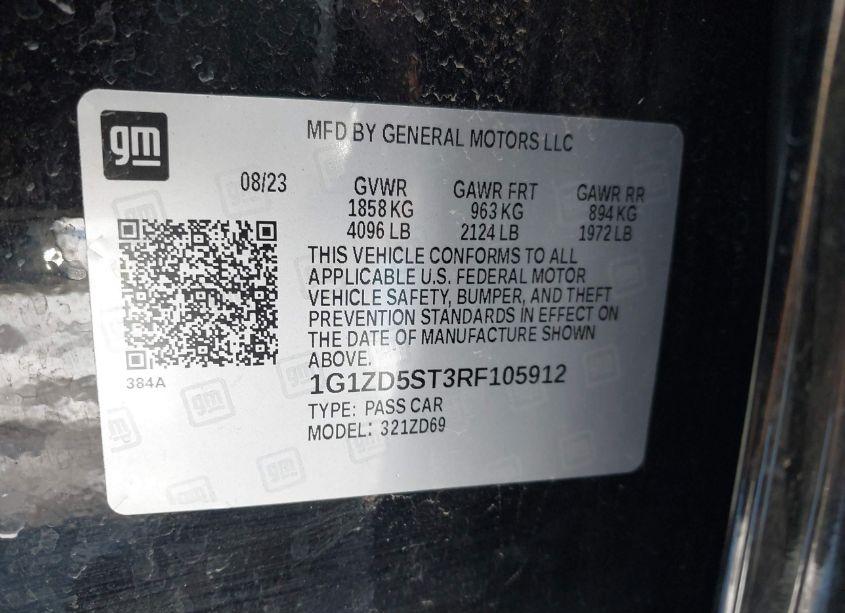 gm
MFD BY GENERAL MOTORS LLC
08/23 GVWR GAWR FRT GAWR RR
1858 KG 963 KG 894 KG
4096 LB 2124 LB 1972 LB
THIS VEHICLE CONFORMS TO ALL
APPLICABLE U.S. FEDERAL MOTOR
VEHICLE SAFETY, BUMPER, AND THEFT
PREVENTION STANDARDS IN EFFECT ON
THE DATE OF MANUFACTURE SHOWN
ABOVE.
384A
1G1ZD5ST3RF105912
TYPE: PASS CAR
MODEL: 321ZD69